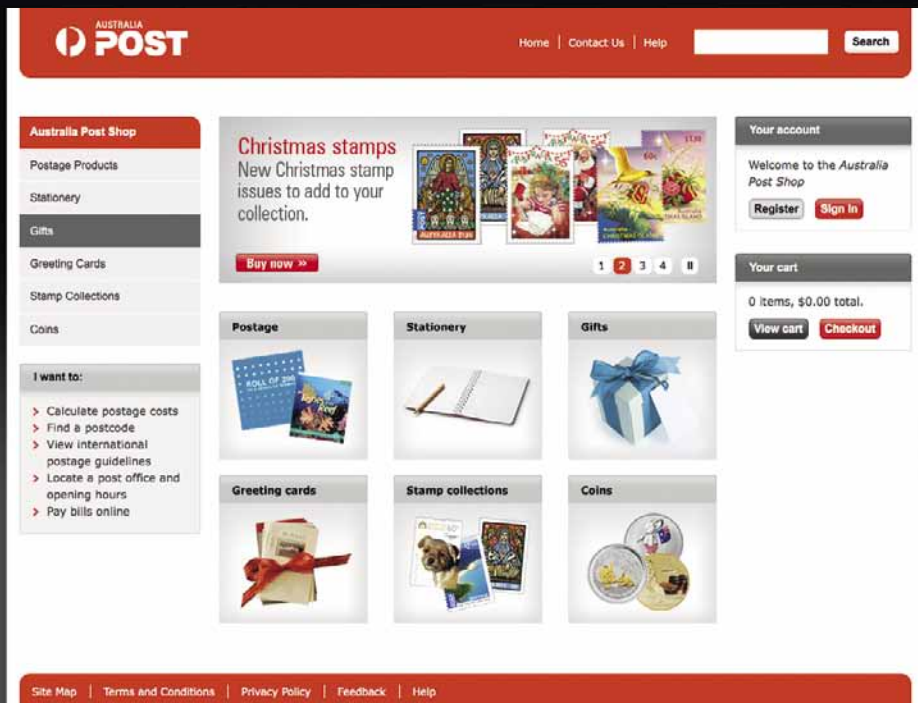 AUSTRALIA
POST
Home | Contact Us | Help
Search
Australia Post Shop
Postage Products
Stationery
Gifts
Greeting Cards
Stamp Collections
Coins
I want to:
Calculate postage costs
Find a postcode
View international
postage guidelines
Locate a post office and
opening hours
Pay bills online
Christmas stamps
New Christmas stamp
issues to add to your
collection.
Buy now »
1 2 3 4
Postage
ROLL OF 200
Stationery
Gifts
Greeting cards
Stamp collections
Coins
Your account
Welcome to the Australia
Post Shop
Register
Sign In
Your cart
0 items, $0.00 total.
View cart
Checkout
Site Map | Terms and Conditions | Privacy Policy | Feedback | Help